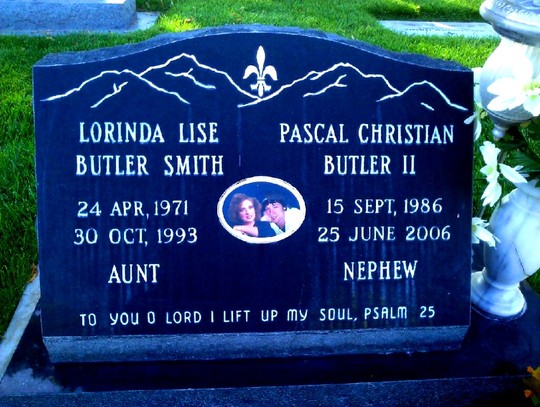 LORINDA LISE
BUTLER SMITH
24 APR, 1971
30 OCT, 1993
AUNT
PASCAL CHRISTIAN
BUTLER II
15 SEPT, 1986
25 JUNE 2006
NEPHEW
TO YOU O LORD I LIFT UP MY SOUL, PSALM 25